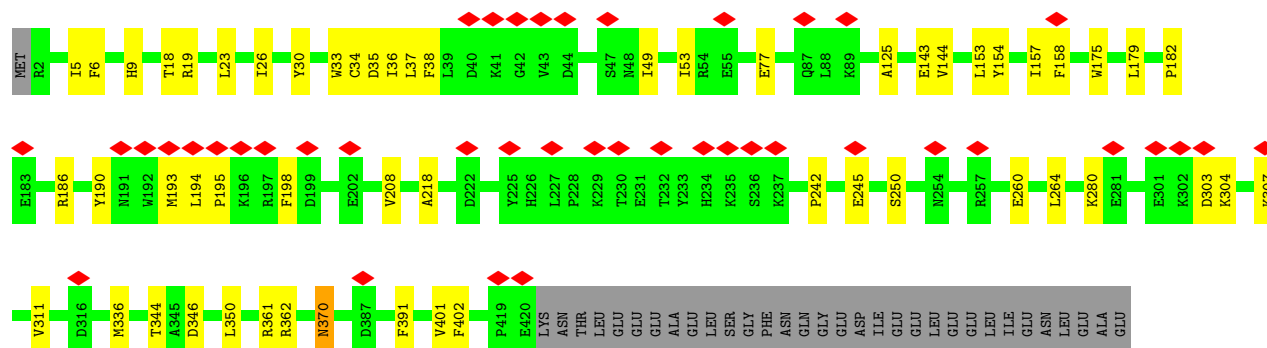 MET R2 I5 F6 H9 T18 R19 L23 I26 Y30 W33 C34 D35 I36 L37 F38 L39 D40 K41 G42 V43 D44 S47 N48 I49 I53 R54 E55 E77 Q87 L88 K89 A125 E143 V144 L153 Y154 I157 F158 W175 L179 P182
E183 R186 Y190 N191 W192 M193 L194 P195 K196 R197 F198 D199 E202 V208 A218 D222 Y225 H226 L227 P228 K229 T230 E231 T232 Y233 H234 K235 S236 K237 P242 E245 S250 N254 R257 E260 L264 K280 E281 E301 K302 D303 K304 K307
V311 D316 M336 T344 A345 D346 L350 R361 R362 N370 D387 F391 V401 F402 P419 E420 LYS ASN THR LEU GLU GLU GLU ALA GLU LEU SER GLY PHE ASN GLN GLY GLU ASP ILE GLU GLU LEU GLU GLU LEU ILE GLU ASN LEU GLU ALA GLU